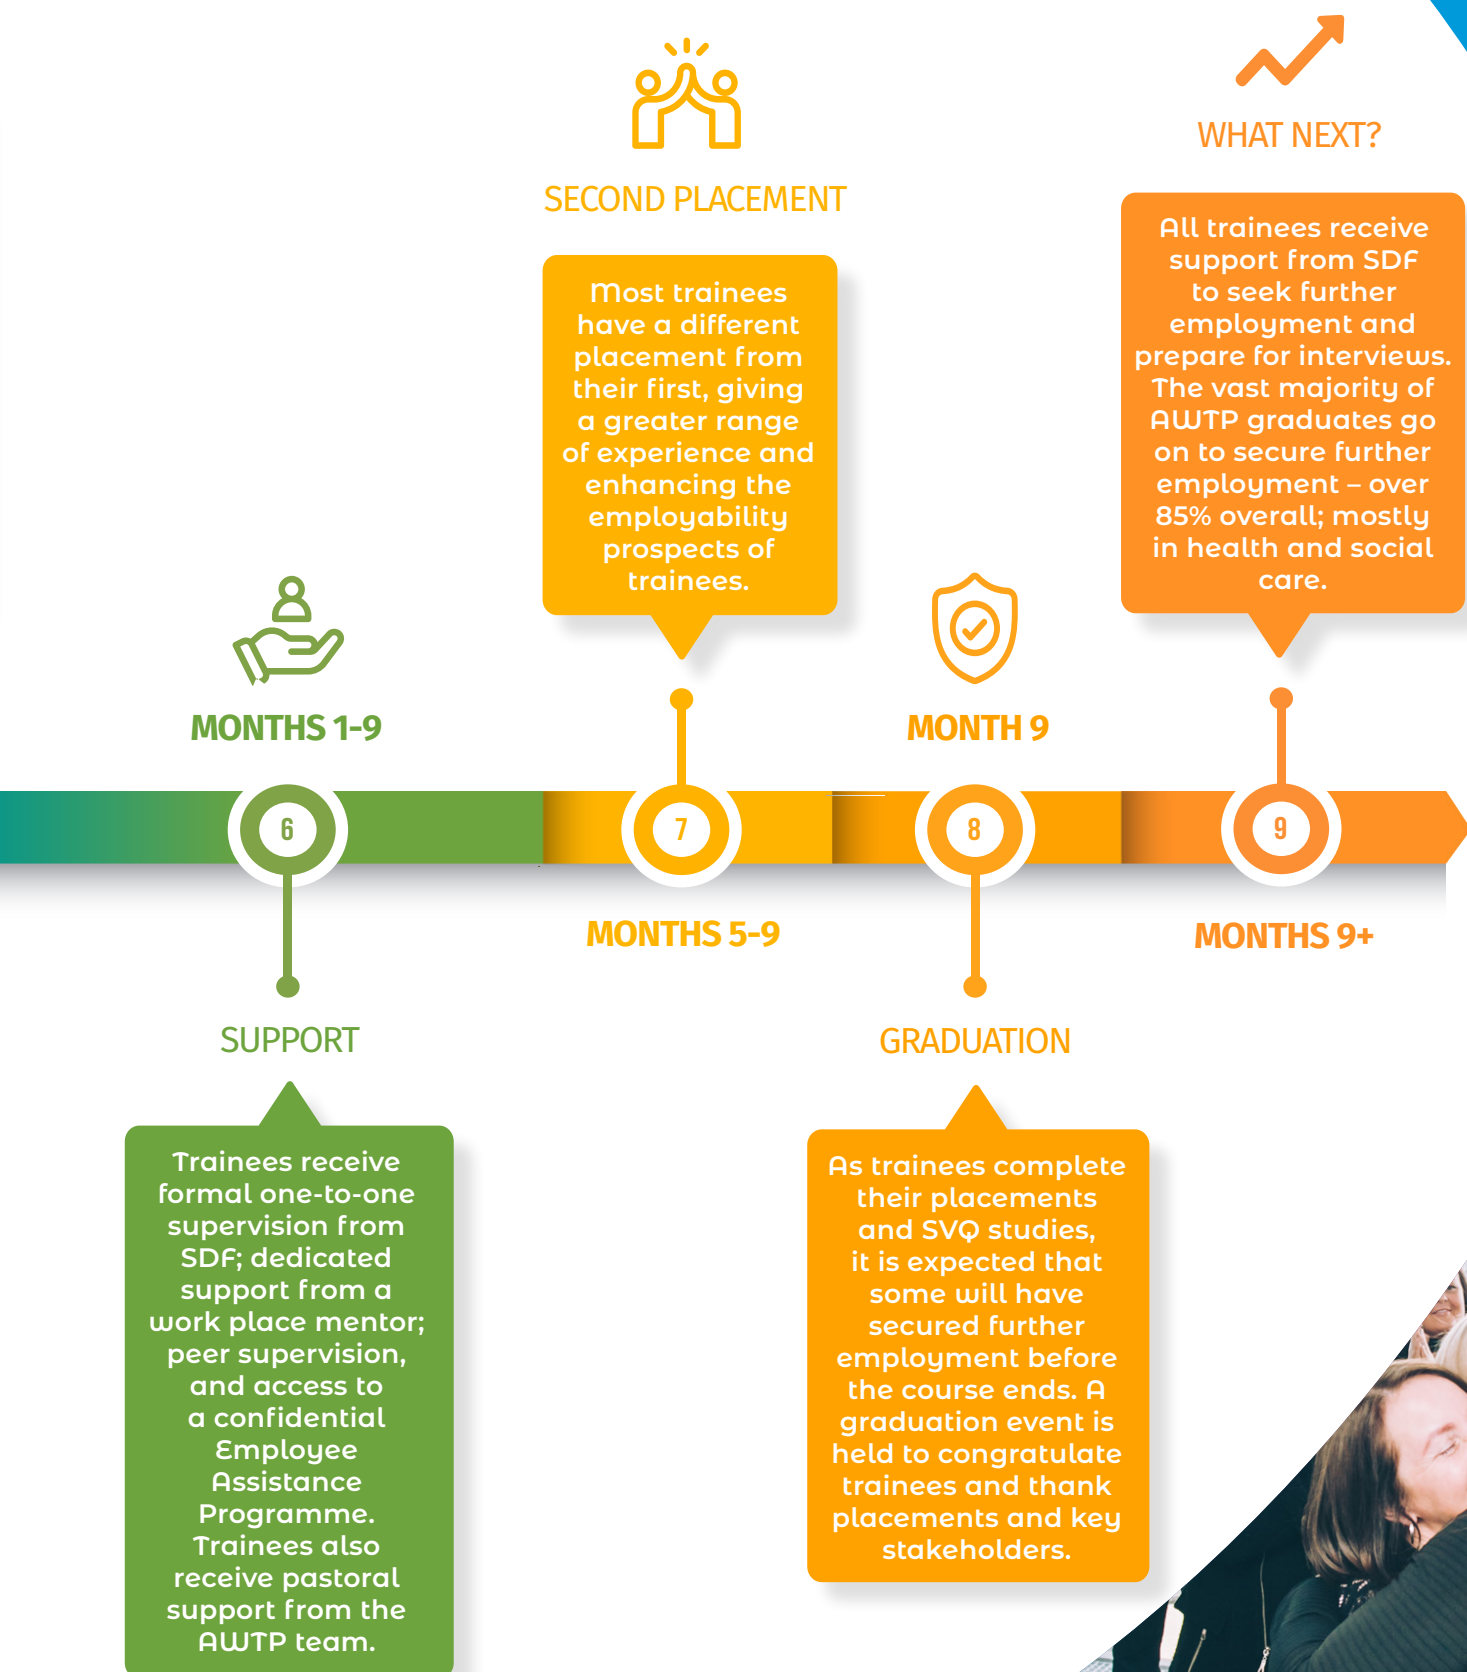 MONTHS 1-9
6
SUPPORT
Trainees receive
formal one-to-one
supervision from
SDF; dedicated
support from a
work place mentor;
peer supervision,
and access to
a confidential
Employee
Assistance
Programme.
Trainees also
receive pastoral
support from the
AWTP team.
SECOND PLACEMENT
Most trainees
have a different
placement from
their first, giving
a greater range
of experience and
enhancing the
employability
prospects of
trainees.
7
MONTHS 5-9
MONTH 9
8
GRADUATION
As trainees complete
their placements
and SVQ studies,
it is expected that
some will have
secured further
employment before
the course ends. A
graduation event is
held to congratulate
trainees and thank
placements and key
stakeholders.
WHAT NEXT?
All trainees receive
support from SDF
to seek further
employment and
prepare for interviews.
The vast majority of
AWTP graduates go
on to secure further
employment – over
85% overall; mostly
in health and social
care.
9
MONTHS 9+